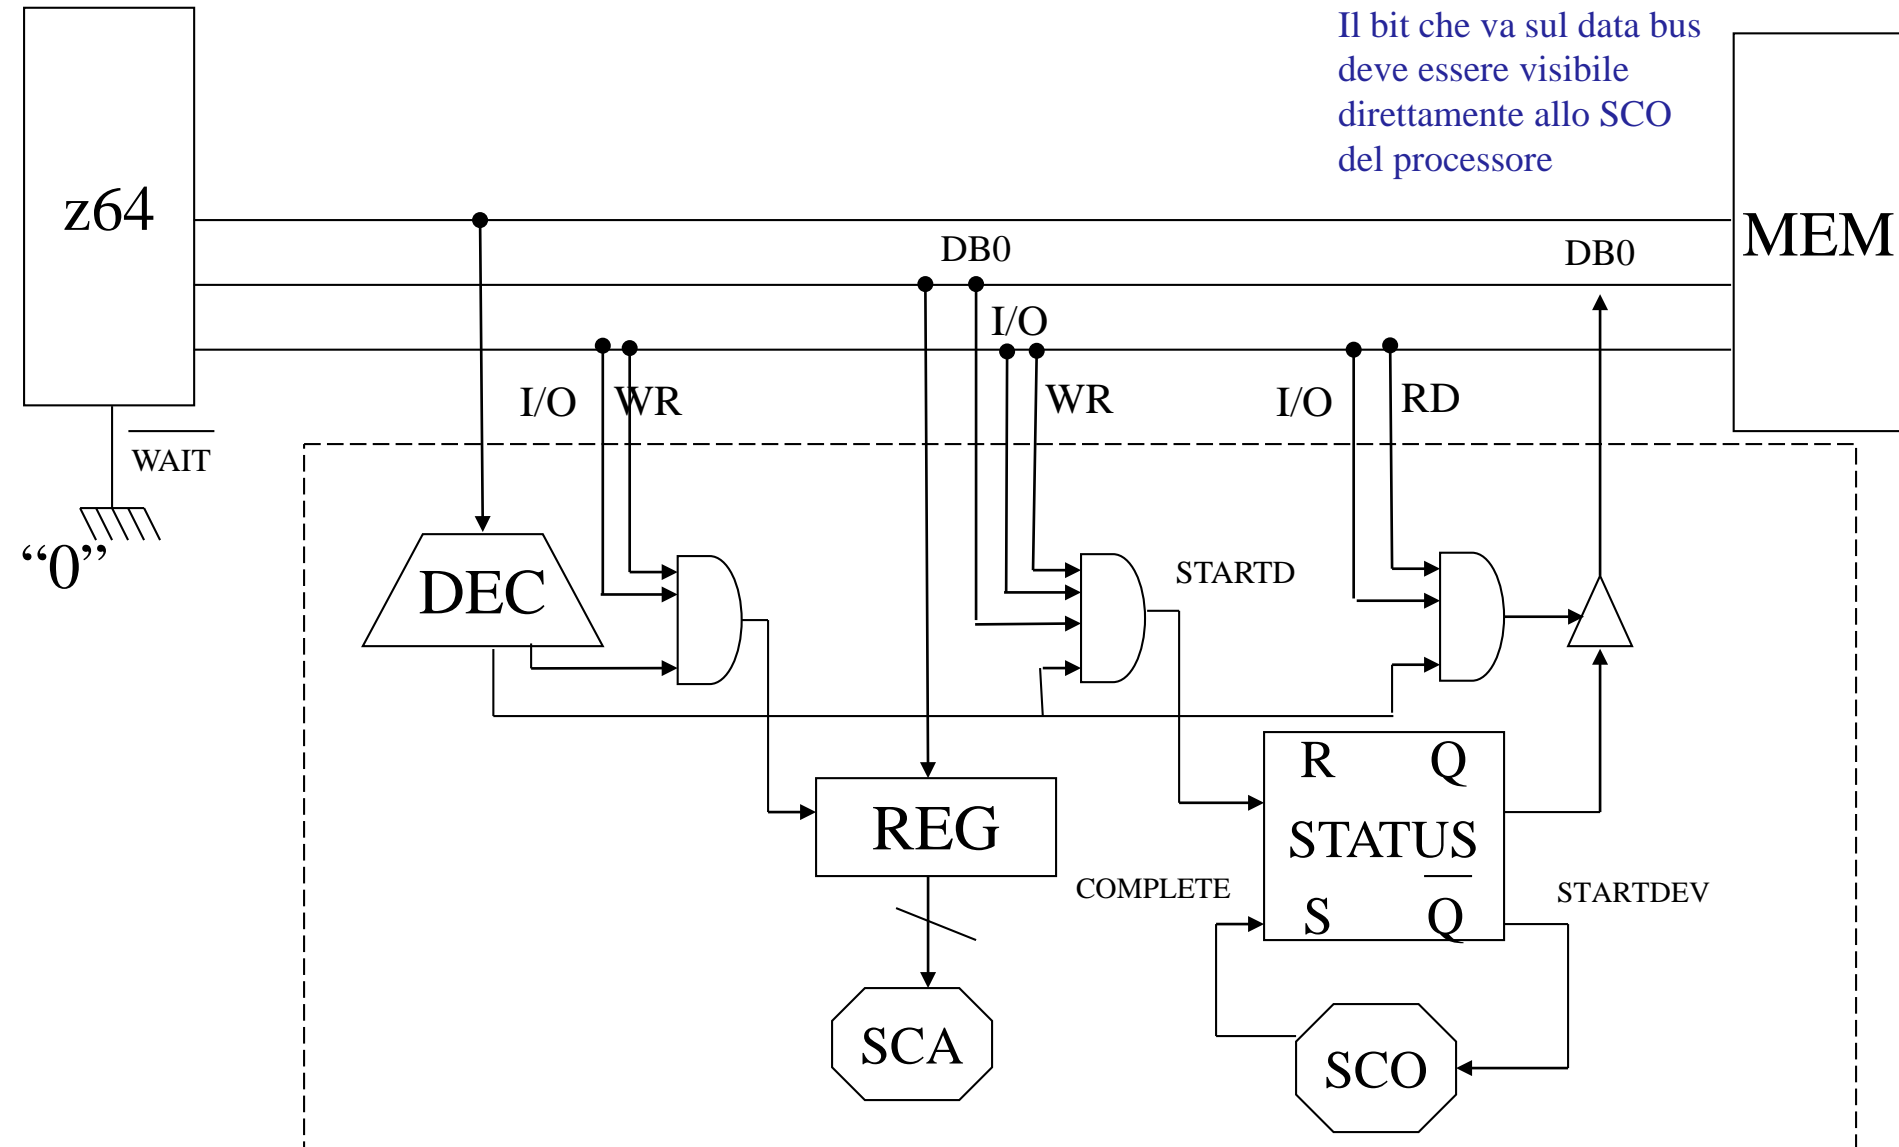 Il bit che va sul data bus
deve essere visibile
direttamente allo SCO
del processore
z64
MEM
DB0
DB0
I/O
I/O
WR
WR
I/O
RD
WAIT
“0”
DEC
STARTD
R
Q
REG
STATUS
COMPLETE
STARTDEV
S
Q
SCA
SCO